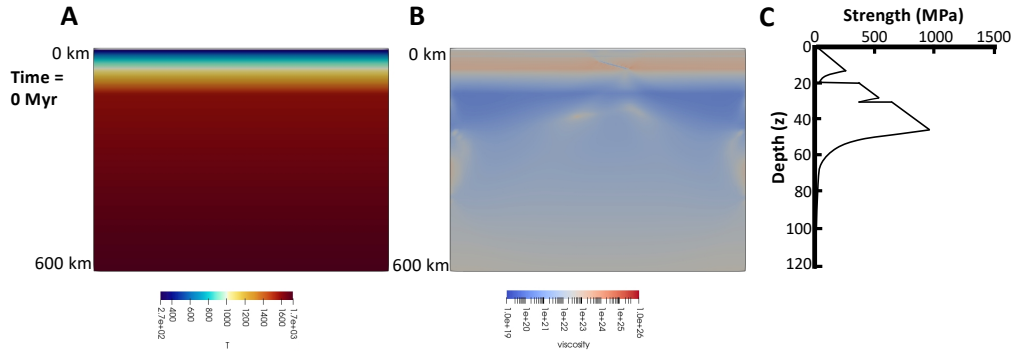 A
B
C
Strength (MPa)
0
500
1000
1500
0 km
Time =
0 Myr
600 km
0 km
600 km
0
20
40
60
80
100
120
Depth (z)
2.7e+02
400
600
800
1000
1200
1400
1600
1.7e+03
T
1.0e+19
1e+20
1e+21
1e+22
1e+23
1e+24
1e+25
1.0e+26
viscosity